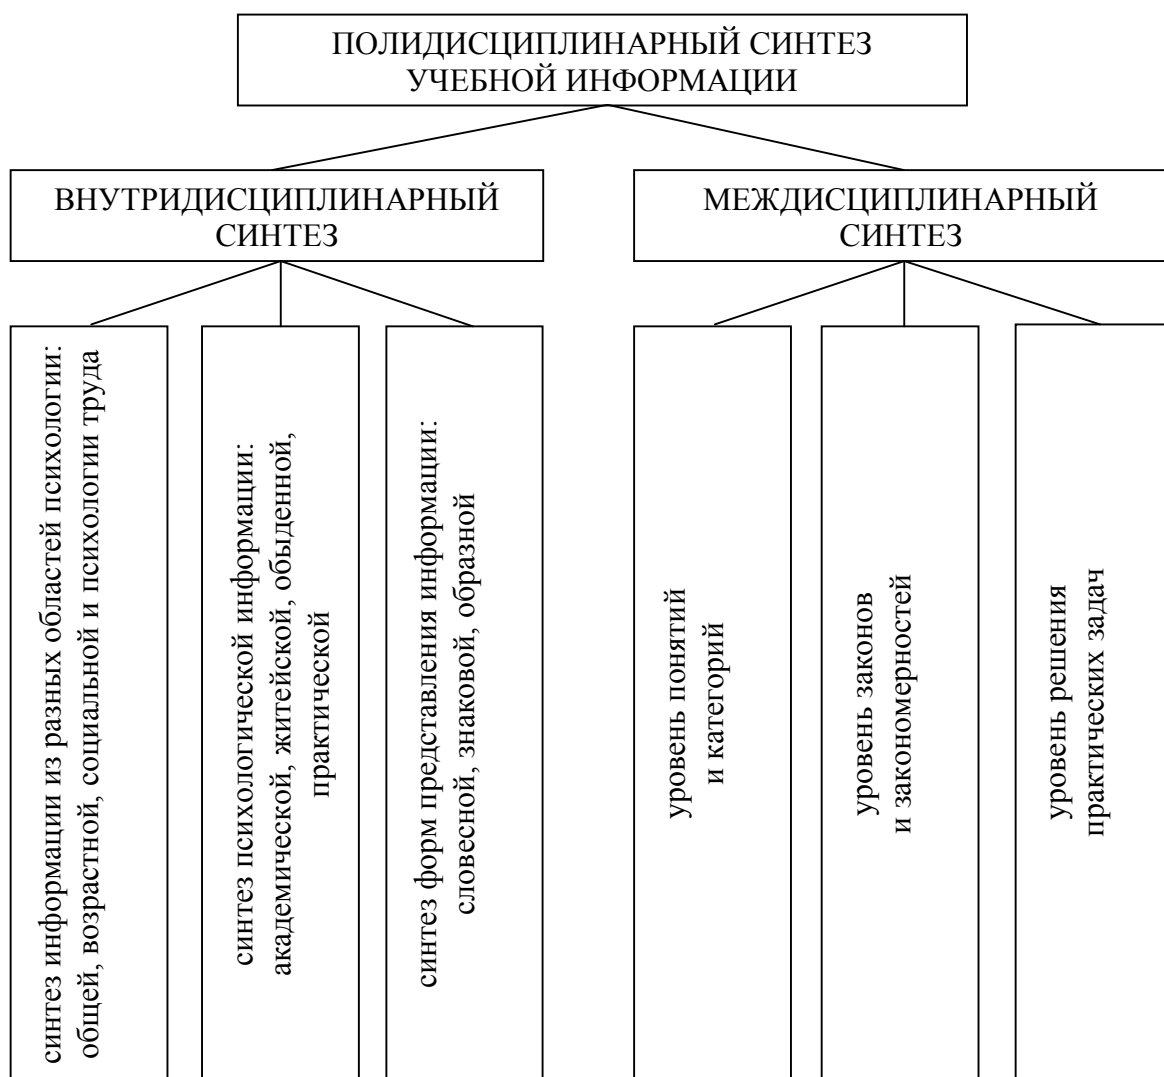 ПОЛИДИСЦИПЛИНАРНЫЙ СИНТЕЗ
УЧЕБНОЙ ИНФОРМАЦИИ
ВНУТРИДИСЦИПЛИНАРНЫЙ
СИНТЕЗ
МЕЖДИСЦИПЛИНАРНЫЙ
СИНТЕЗ
синтез информации из разных областей психологии:
общей, возрастной, социальной и психологии труда
синтез психологической информации:
академической, житейской, обыденной,
практической
синтез форм представления информации:
словесной, знаковой, образной
уровень понятий
и категорий
уровень законов
и закономерностей
уровень решения
практических задач